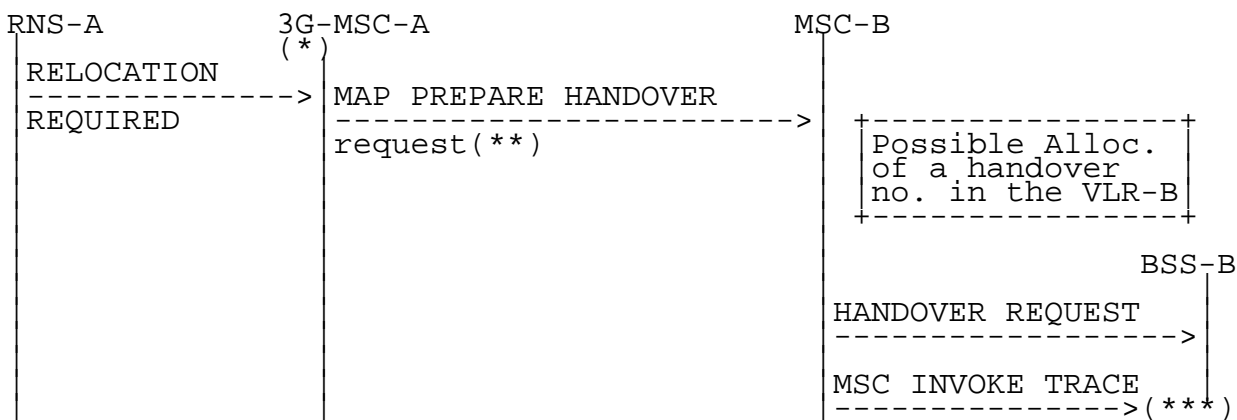 RNS-A 3G-MSC-A MSC-B
(*)
RELOCATION
REQUIRED
MAP PREPARE HANDOVER
request(**)
Possible Alloc.
of a handover
no. in the VLR-B
BSS-B
HANDOVER REQUEST
MSC INVOKE TRACE
(***)